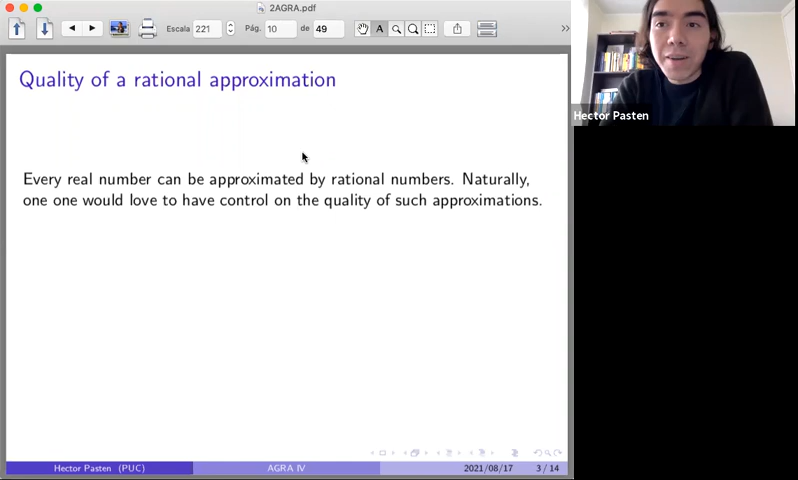 2AGRA.pdf
Escala 221 Pág. 10 de 49
Quality of a rational approximation
Every real number can be approximated by rational numbers. Naturally,
one one would love to have control on the quality of such approximations.
Hector Pasten (PUC) AGRA IV 2021/08/17 3 / 14
Hector Pasten